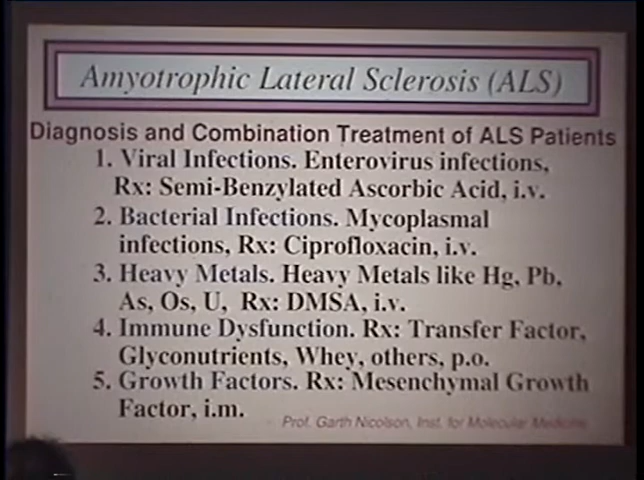 Amyotrophic Lateral Sclerosis (ALS)
Diagnosis and Combination Treatment of ALS Patients
1. Viral Infections. Enterovirus infections,
Rx: Semi-Benzylated Ascorbic Acid, i.v.
2. Bacterial Infections. Mycoplasmal
infections, Rx: Ciprofloxacin, i.v.
3. Heavy Metals. Heavy Metals like Hg, Pb,
As, Os, U, Rx: DMSA, i.v.
4. Immune Dysfunction. Rx: Transfer Factor,
Glyconutrients, Whey, others, p.o.
5. Growth Factors. Rx: Mesenchymal Growth
Factor, i.m.
Prof. Garth Nicolson, Inst. for Molecular Medicine